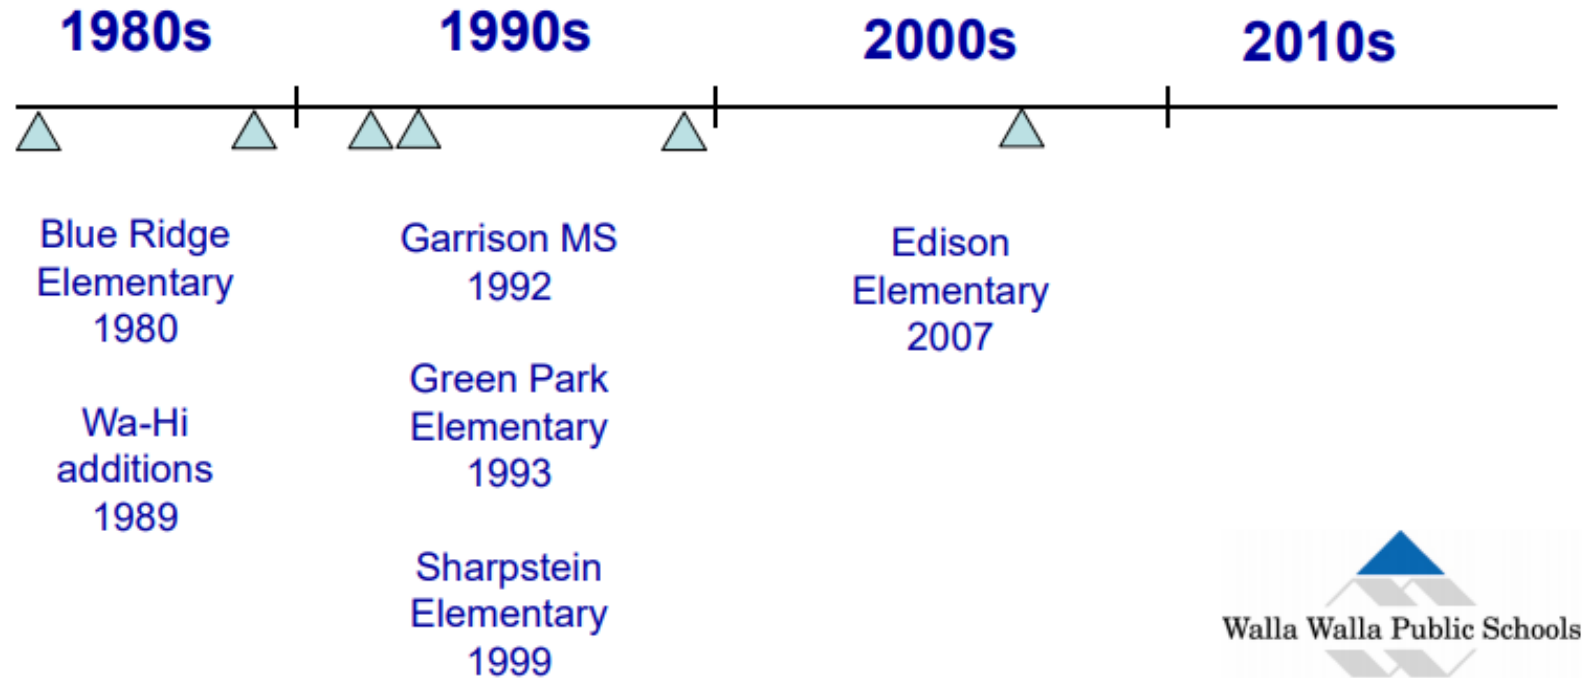 1980s
1990s
2000s
2010s
Blue Ridge
Elementary
1980
Wa-Hi
additions
1989
Garrison MS
1992
Green Park
Elementary
1993
Sharpstein
Elementary
1999
Edison
Elementary
2007
Walla Walla Public Schools